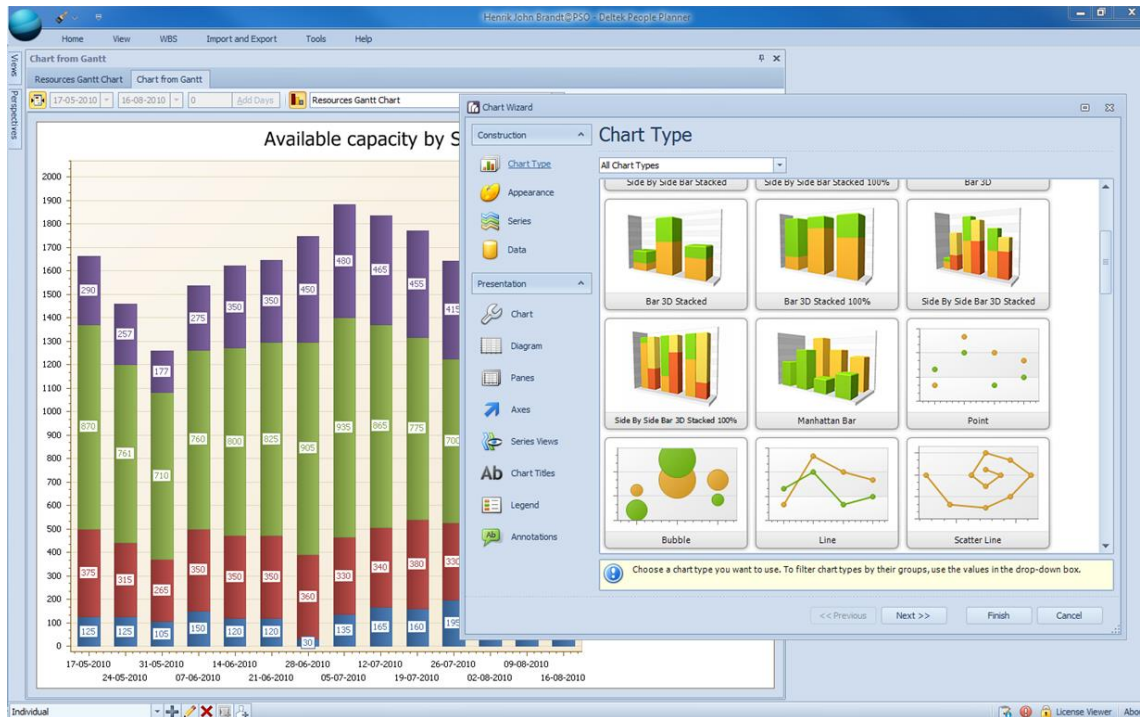 Henrik John Brandt@PSO - Deltek People Planner
Home View WBS Import and Export Tools Help
Views
Perspectives
Chart from Gantt
Resources Gantt Chart Chart from Gantt
17-05-2010 16-08-2010 0 Add Days Resources Gantt Chart
Available capacity by S
2000
1900
1800
1700
1600
1500
1400
1300
1200
1100
1000
900
800
700
600
500
400
300
200
100
0
290 257 177 275 350 350 450 480 465 455 415
870 761 710 760 800 825 905 935 865 775 700
375 315 265 350 350 350 360 330 340 380 330
125 125 105 150 120 120 30 135 165 160 195
17-05-2010 31-05-2010 14-06-2010 28-06-2010 12-07-2010 26-07-2010 09-08-2010
24-05-2010 07-06-2010 21-06-2010 05-07-2010 19-07-2010 02-08-2010 16-08-2010
Chart Wizard
Construction
Chart Type
Appearance
Series
Data
Presentation
Chart
Diagram
Panes
Axes
Series Views
Ab Chart Titles
Legend
Ab Annotations
Chart Type
All Chart Types
Side By Side Bar Stacked Side By Side Bar Stacked 100% Bar 3D
Bar 3D Stacked Bar 3D Stacked 100% Side By Side Bar 3D Stacked
Side By Side Bar 3D Stacked 100% Manhattan Bar Point
Bubble Line Scatter Line
Choose a chart type you want to use. To filter chart types by their groups, use the values in the drop-down box.
<< Previous Next >> Finish Cancel
Individual
License Viewer Abo